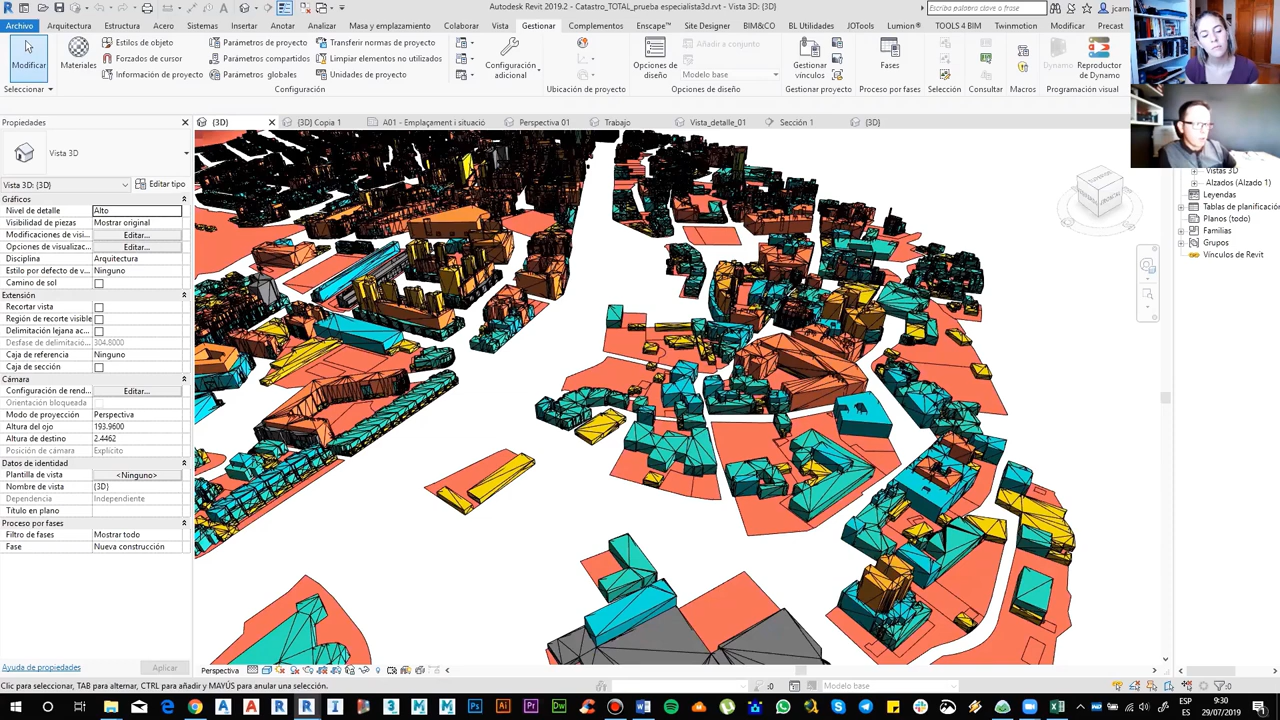 Autodesk Revit 2019.2 - Catastro_TOTAL_prueba especialista3d.rvt - Vista 3D: {3D}
Escriba palabra clave o frase
Archivo Arquitectura Estructura Acero Sistemas Insertar Anotar Analizar Masa y emplazamiento Colaborar Vista Gestionar Complementos Enscape™ Site Designer BIM&CO BL Utilidades JOTools Lumion® TOOLS 4 BIM Twinmotion Modificar Precast
Modificar
Materiales
Estilos de objeto
Forzados de cursor
Información de proyecto
Parámetros de proyecto
Parámetros compartidos
Parámetros globales
Transferir normas de proyecto
Limpiar elementos no utilizados
Unidades de proyecto
Configuración adicional
Opciones de diseño
Añadir a conjunto
Modelo base
Gestionar vínculos
Fases
Dynamo
Reproductor de Dynamo
Seleccionar
Configuración
Ubicación de proyecto
Opciones de diseño
Gestionar proyecto
Proceso por fases
Selección
Consultar
Macros
Programación visual
Propiedades
{3D}
{3D} Copia 1
A01 - Emplaçament i situació
Perspectiva 01
Trabajo
Vista_detalle_01
Sección 1
{3D}
Vista 3D
Vista 3D: {3D}
Editar tipo
Gráficos
Nivel de detalle Alto
Visibilidad de piezas Mostrar original
Modificaciones de visi... Editar...
Opciones de visualizac... Editar...
Disciplina Arquitectura
Estilo por defecto de v... Ninguno
Camino de sol
Extensión
Recortar vista
Región de recorte visible
Delimitación lejana ac...
Desfase de delimitació... 304.8000
Caja de referencia Ninguno
Caja de sección
Cámara
Configuración de rend... Editar...
Orientación bloqueada
Modo de proyección Perspectiva
Altura del ojo 193.9600
Altura de destino 2.4462
Posición de cámara Explícito
Datos de identidad
Plantilla de vista <Ninguno>
Nombre de vista {3D}
Dependencia Independiente
Título en plano
Proceso por fases
Filtro de fases Mostrar todo
Fase Nueva construcción
Ayuda de propiedades
Aplicar
Vistas 3D
Alzados (Alzado 1)
Leyendas
Tablas de planificació
Planos (todo)
Familias
Grupos
Vínculos de Revit
Perspectiva
Clic para seleccionar, TAB para alternar, CTRL para añadir y MAYÚS para anular una selección.
:0
Modelo base
:0
ESP
ES
9:30
29/07/2019